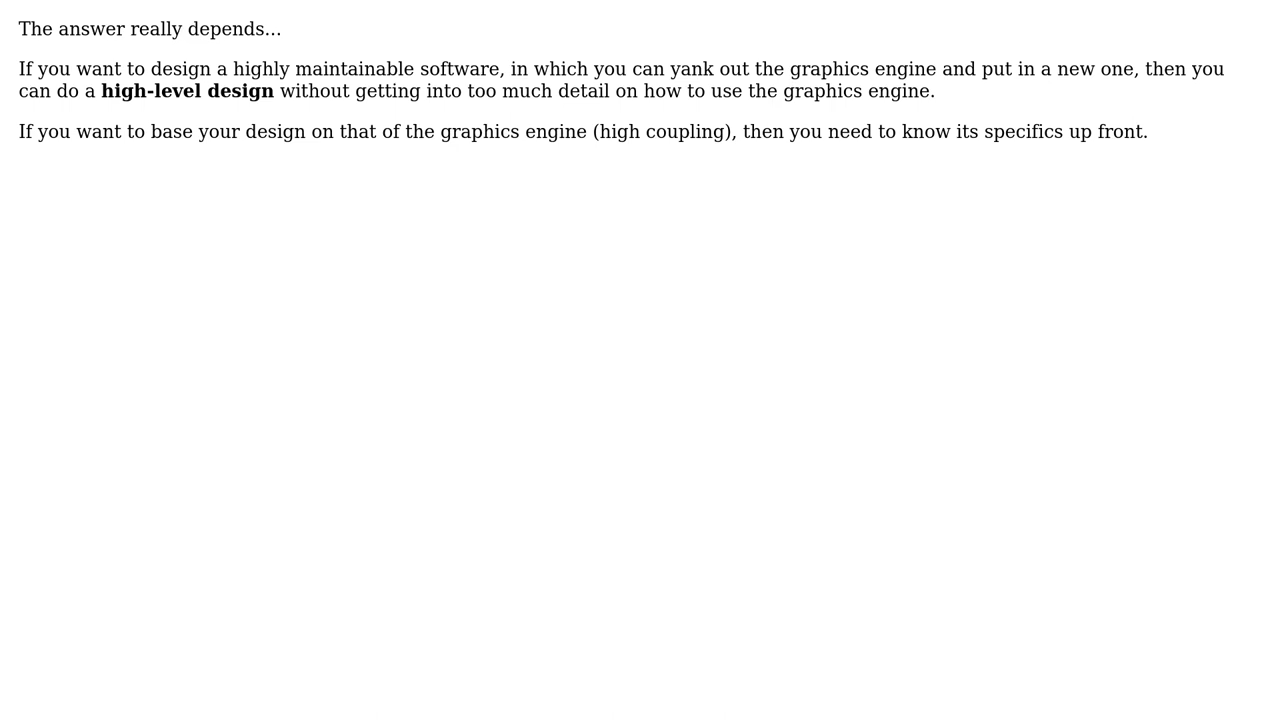 The answer really depends...
If you want to design a highly maintainable software, in which you can yank out the graphics engine and put in a new one, then you
can do a high-level design without getting into too much detail on how to use the graphics engine.
If you want to base your design on that of the graphics engine (high coupling), then you need to know its specifics up front.